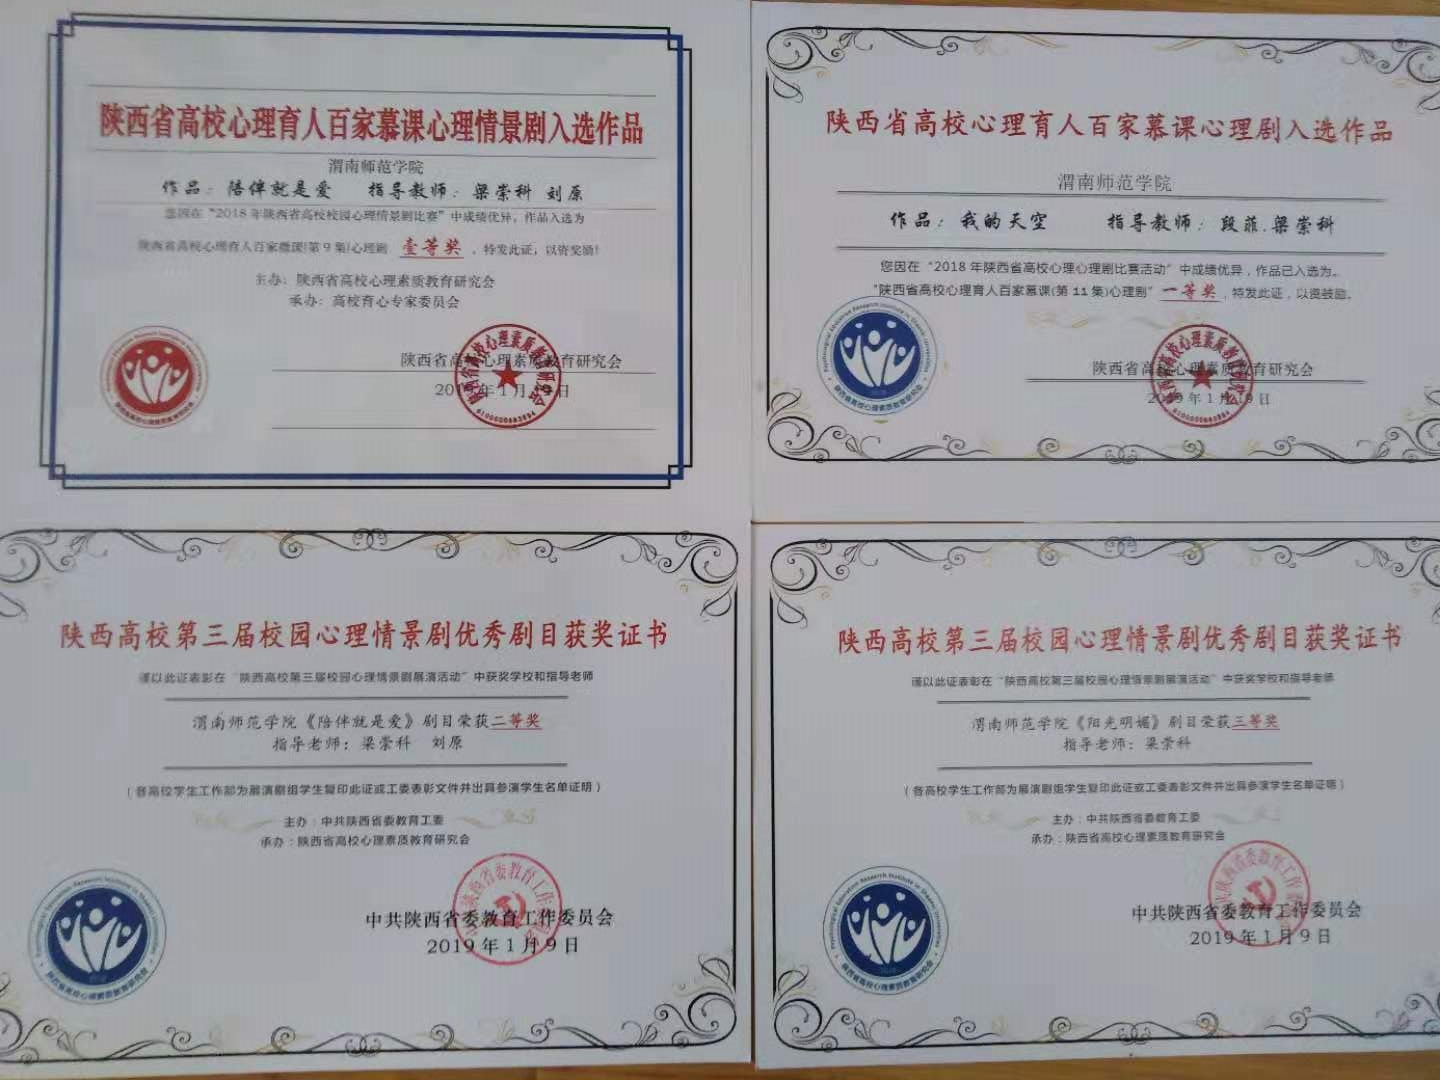 陕西省高校心理育人百家慕课心理情景剧入选作品
渭南师范学院
作品：陪伴就是爱 指导教师：梁崇科 刘原
您因在“2018年陕西省高校校园心理情景剧比赛”中成绩优异，作品入选为
陕西省高校心理育人百家微课(第9集)心理剧 壹等奖 ，特发此证，以资奖励！
主办：陕西省高校心理素质教育研究会
承办：高校育心专家委员会
陕西省高校心理素质教育研究会
陕西省高校心理育人百家慕课心理剧入选作品
渭南师范学院
作品：我的天空 指导教师：段菲.梁崇科
您因在“2018年陕西省高校心理心理剧比赛活动”中成绩优异，作品已入选为。
“陕西省高校心理育人百家慕课(第11集)心理剧”一等奖，特发此证，以资鼓励。
陕西省高校心理素质教育研究会
陕西高校第三届校园心理情景剧优秀剧目获奖证书
谨以此证表彰在“陕西高校第三届校园心理情景剧展演活动”中获奖学校和指导老师
渭南师范学院《陪伴就是爱》剧目荣获二等奖
指导老师：梁崇科 刘原
（各高校学生工作部为展演剧组学生复印此证或工委表彰文件并出具参演学生名单证明）
主办：中共陕西省委教育工委
承办：陕西省高校心理素质教育研究会
中共陕西省委教育工作委员会
2019年1月9日
陕西高校第三届校园心理情景剧优秀剧目获奖证书
谨以此证表彰在“陕西高校第三届校园心理情景剧展演活动”中获奖学校和指导老师
渭南师范学院《阳光明媚》剧目荣获三等奖
指导老师：梁崇科
（各高校学生工作部为展演剧组学生复印此证或工委表彰文件并出具参演学生名单证明）
主办：中共陕西省委教育工委
承办：陕西省高校心理素质教育研究会
中共陕西省委教育工作委员会
2019年1月9日